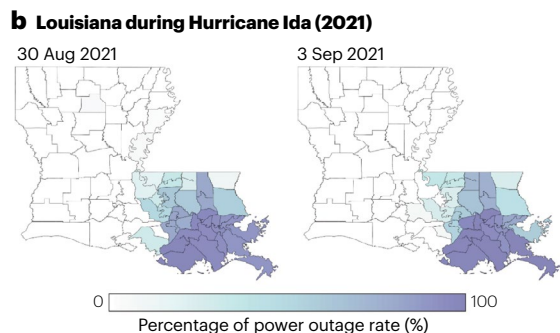 b Louisiana during Hurricane Ida (2021)
30 Aug 2021
3 Sep 2021
0
100
Percentage of power outage rate (%)